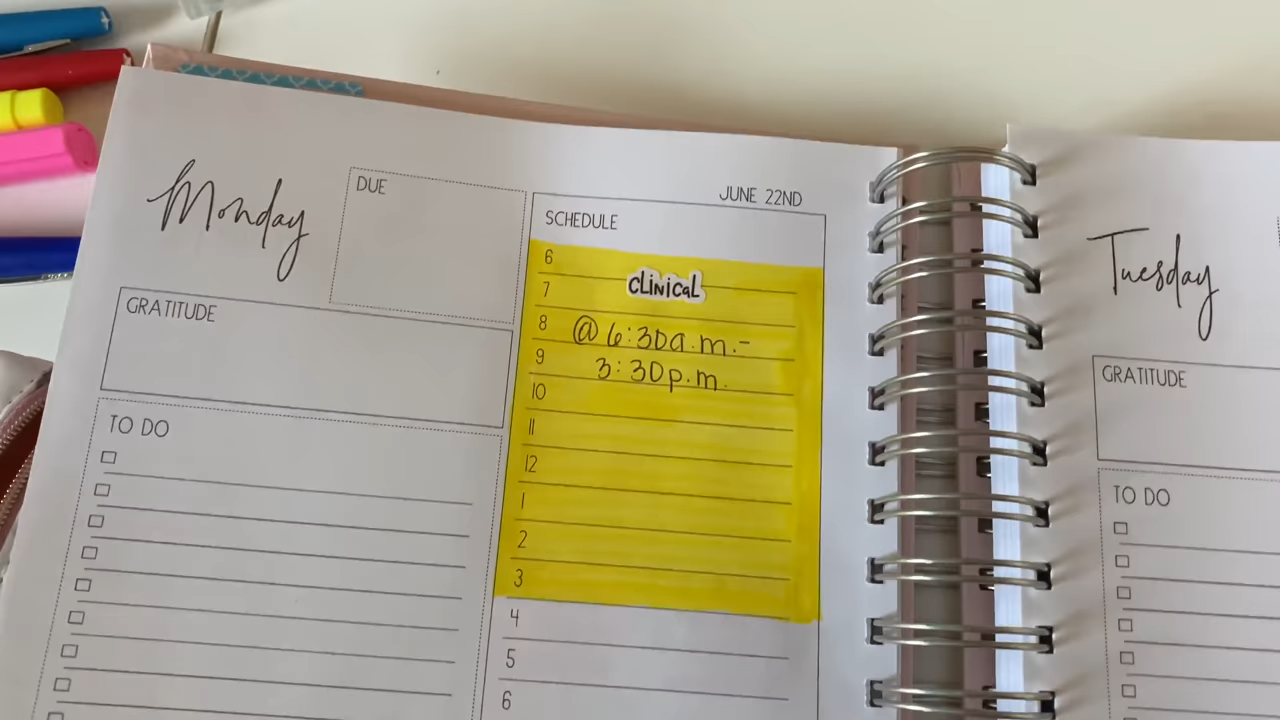 Monday
DUE
JUNE 22ND
SCHEDULE
6
7
CLINICAL
8
@ 6:30a.m.-
9
3:30p.m.
10
11
12
1
2
3
4
5
6
GRATITUDE
TO DO
Tuesday
GRATITUDE
TO DO